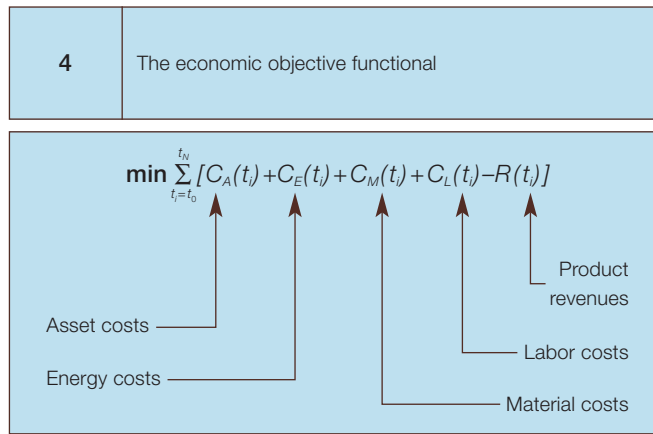 4
The economic objective functional
min ∑ [C_A(t_i)+C_E(t_i)+C_M(t_i)+C_L(t_i)–R(t_i)]
t_N
t_i=t_0
Product
revenues
Asset costs
Labor costs
Energy costs
Material costs